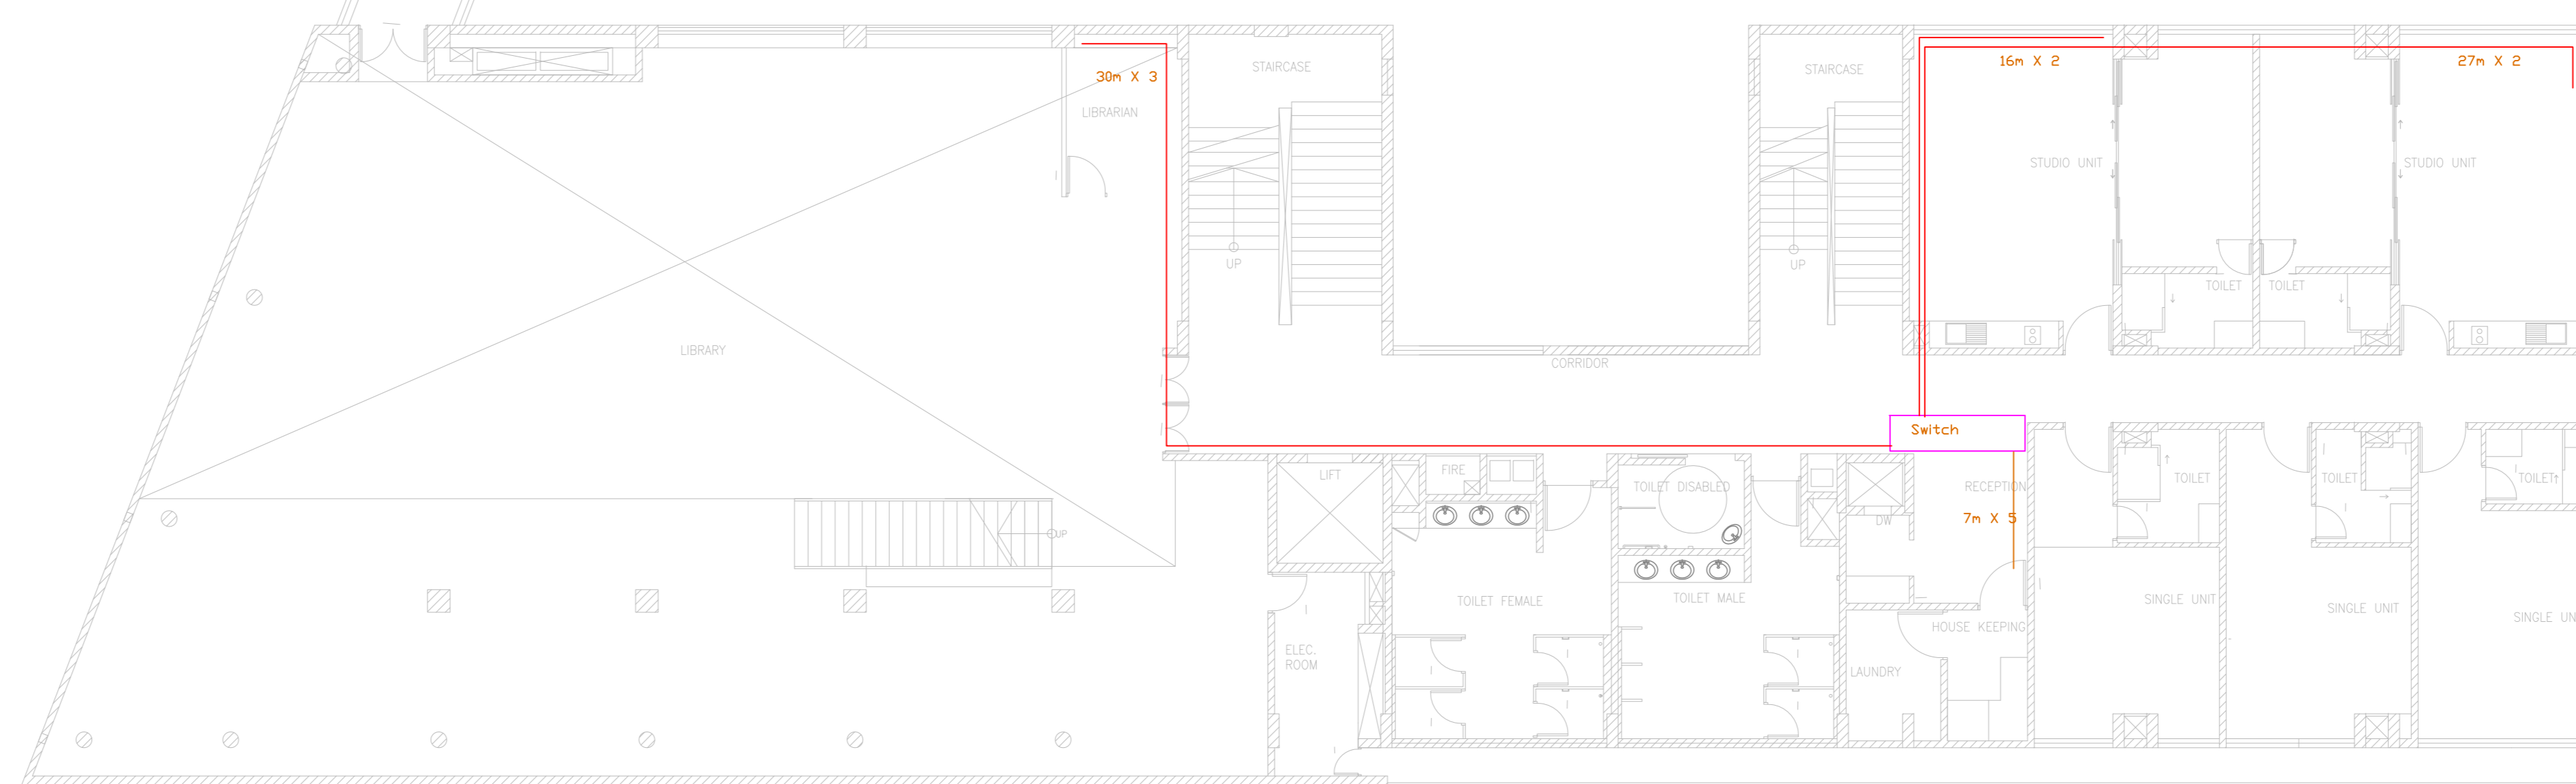 30m X 3
STAIRCASE
STAIRCASE
16m X 2
27m X 2
LIBRARIAN
STUDIO UNIT
STUDIO UNIT
UP
UP
TOILET
TOILET
LIBRARY
CORRIDOR
Switch
LIFT
FIRE
TOILET DISABLED
RECEPTION
TOILET
TOILET
TOILET
DW
7m X 5
UP
TOILET FEMALE
TOILET MALE
SINGLE UNIT
SINGLE UNIT
SINGLE UN
HOUSE KEEPING
ELEC.
ROOM
LAUNDRY